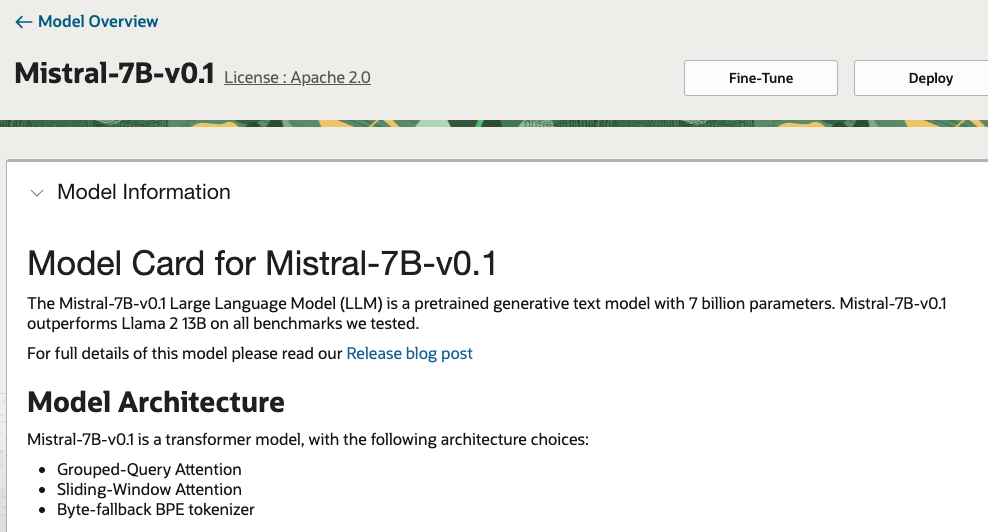 ← Model Overview
Mistral-7B-v0.1 License : Apache 2.0
Fine-Tune
Deploy
Model Information
Model Card for Mistral-7B-v0.1
The Mistral-7B-v0.1 Large Language Model (LLM) is a pretrained generative text model with 7 billion parameters. Mistral-7B-v0.1
outperforms Llama 2 13B on all benchmarks we tested.
For full details of this model please read our Release blog post
Model Architecture
Mistral-7B-v0.1 is a transformer model, with the following architecture choices:
• Grouped-Query Attention
• Sliding-Window Attention
• Byte-fallback BPE tokenizer